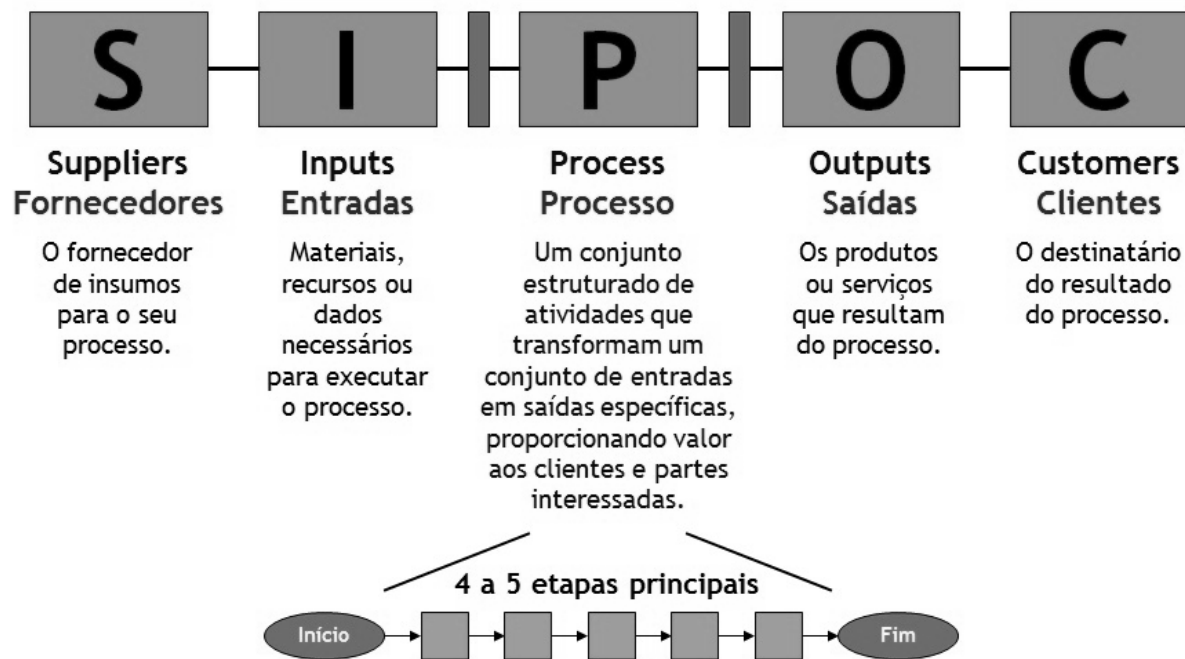 S I P O C
Suppliers
Fornecedores
O fornecedor
de insumos
para o seu
processo.
Inputs
Entradas
Materiais,
recursos ou
dados
necessários
para executar
o processo.
Process
Processo
Um conjunto
estruturado de
atividades que
transformam um
conjunto de entradas
em saídas específicas,
proporcionando valor
aos clientes e partes
interessadas.
Outputs
Saídas
Os produtos
ou serviços
que resultam
do processo.
Customers
Clientes
O destinatário
do resultado
do processo.
4 a 5 etapas principais
Início
Fim